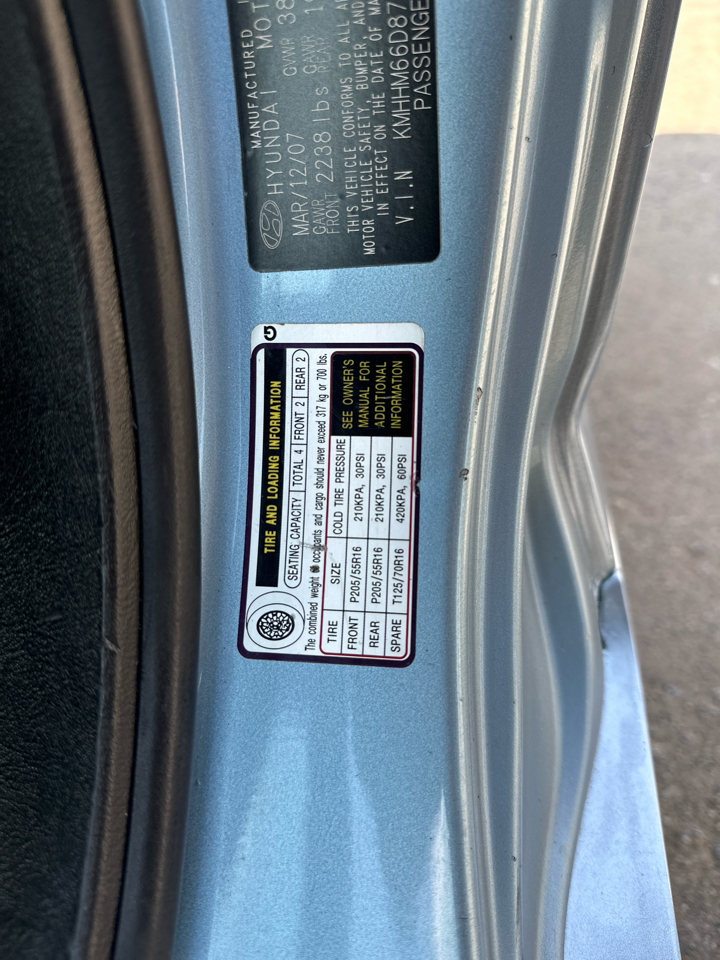 MANUFACTURED
HYUNDAI MOT
MAR/12/07 GVWR 38
GAWR GAWR
FRONT 2238 lbs REAR 19
THIS VEHICLE CONFORMS TO ALL
MOTOR VEHICLE SAFETY, BUMPER, AND
IN EFFECT ON THE DATE OF MA
V.I.N KMHHM66D87
PASSENGE
G
TIRE AND LOADING INFORMATION
SEATING CAPACITY TOTAL 4 FRONT 2 REAR 2
The combined weight of occupants and cargo should never exceed 317 kg or 700 lbs.
TIRE SIZE COLD TIRE PRESSURE
FRONT P205/55R16 210KPA, 30PSI
REAR P205/55R16 210KPA, 30PSI
SPARE T125/70R16 420KPA, 60PSI
SEE OWNER'S
MANUAL FOR
ADDITIONAL
INFORMATION